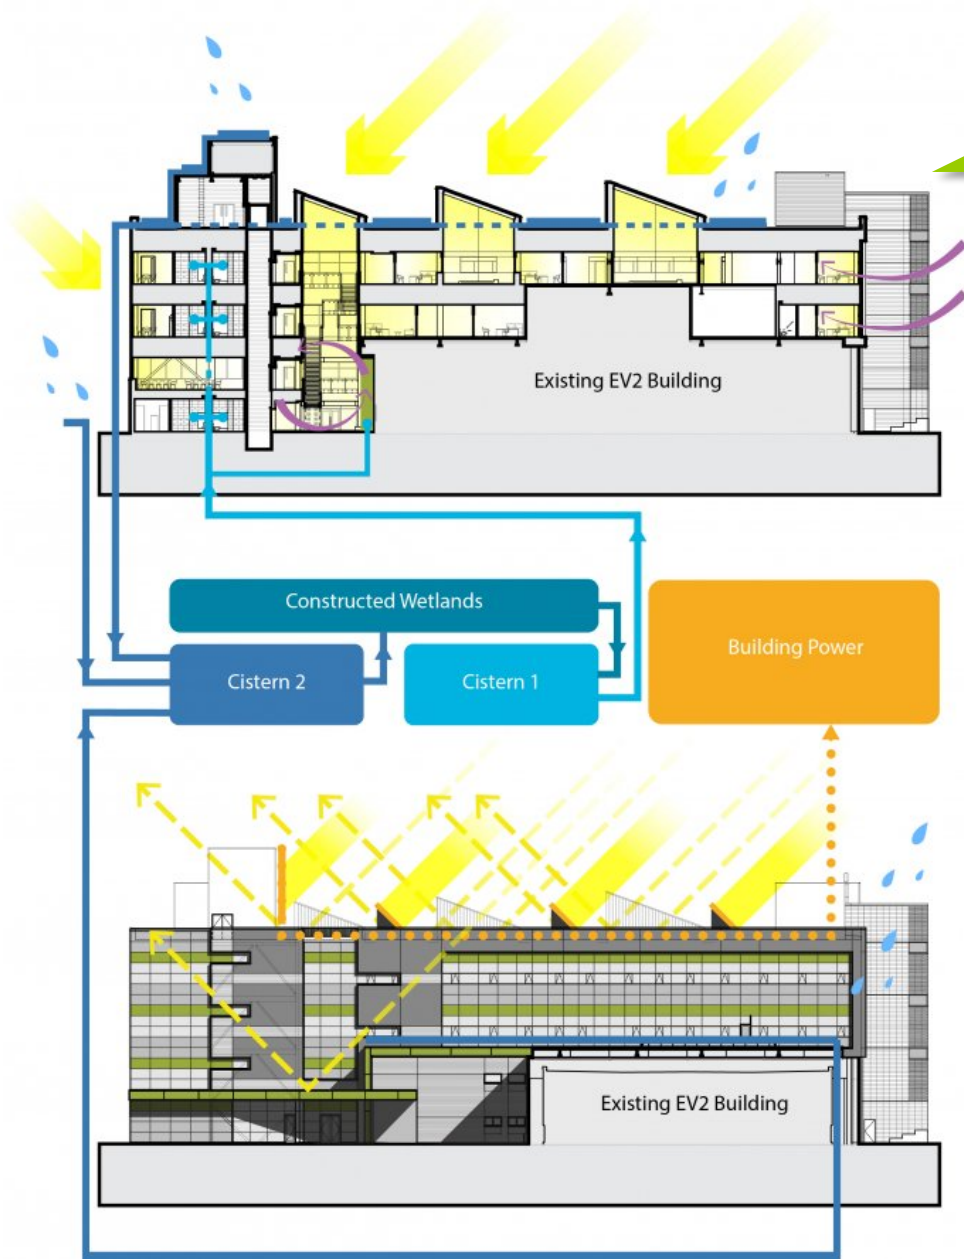 Existing EV2 Building
Constructed Wetlands
Building Power
Cistern 2
Cistern 1
Existing EV2 Building